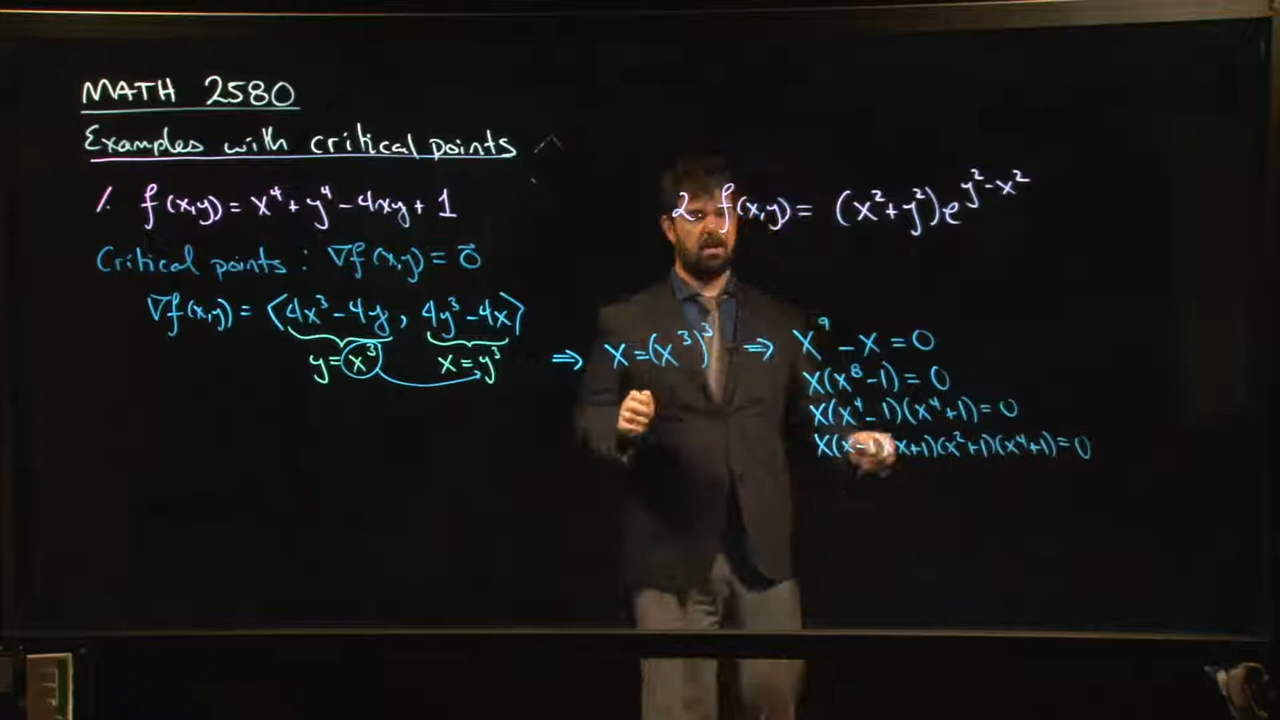 MATH 2580
Examples with critical points
1. f(x,y) = x⁴ + y⁴ - 4xy + 1
Critical points : ∇f(x,y) = 0⃗
∇f(x,y) = ⟨4x³ - 4y, 4y³ - 4x⟩
y = x³ x = y³
⇒ x = (x³)³ ⇒ x⁹ - x = 0
x(x⁸ - 1) = 0
x(x⁴ - 1)(x⁴ + 1) = 0
x(x-1)(x+1)(x²+1)(x⁴+1) = 0
2. f(x,y) = (x² + y²)e^{y² - x²}